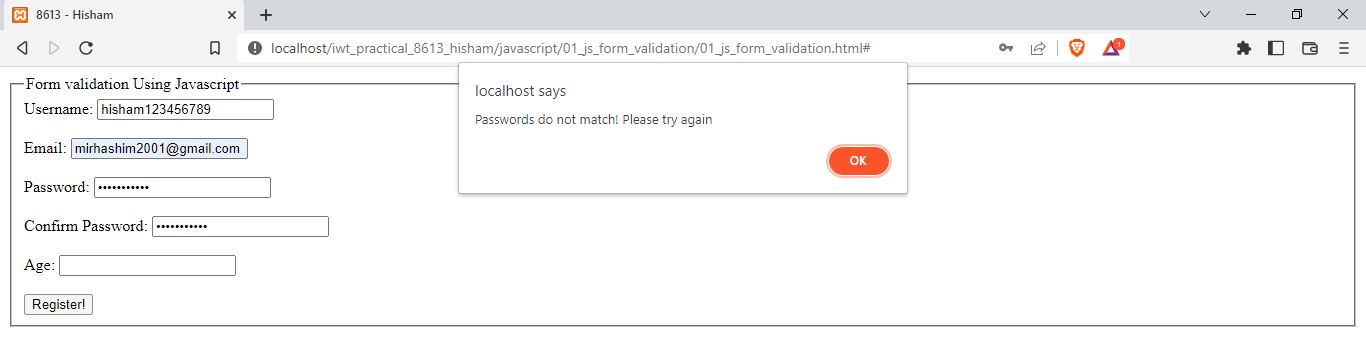 8613 - Hisham
localhost/iwt_practical_8613_hisham/javascript/01_js_form_validation/01_js_form_validation.html#
1
localhost says
Passwords do not match! Please try again
OK
Form validation Using Javascript
Username: hisham123456789
Email: mirhashim2001@gmail.com
Password: •••••••••••
Confirm Password: •••••••••••
Age:
Register!